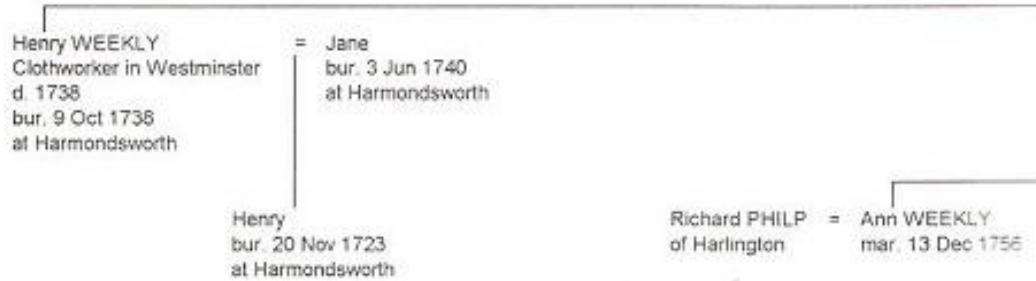 Henry WEEKLY
Clothworker in Westminster
d. 1738
bur. 9 Oct 1738
at Harmondsworth
=
Jane
bur. 3 Jun 1740
at Harmondsworth
Henry
bur. 20 Nov 1723
at Harmondsworth
Richard PHILP
of Harlington
=
Ann WEEKLY
mar. 13 Dec 1756